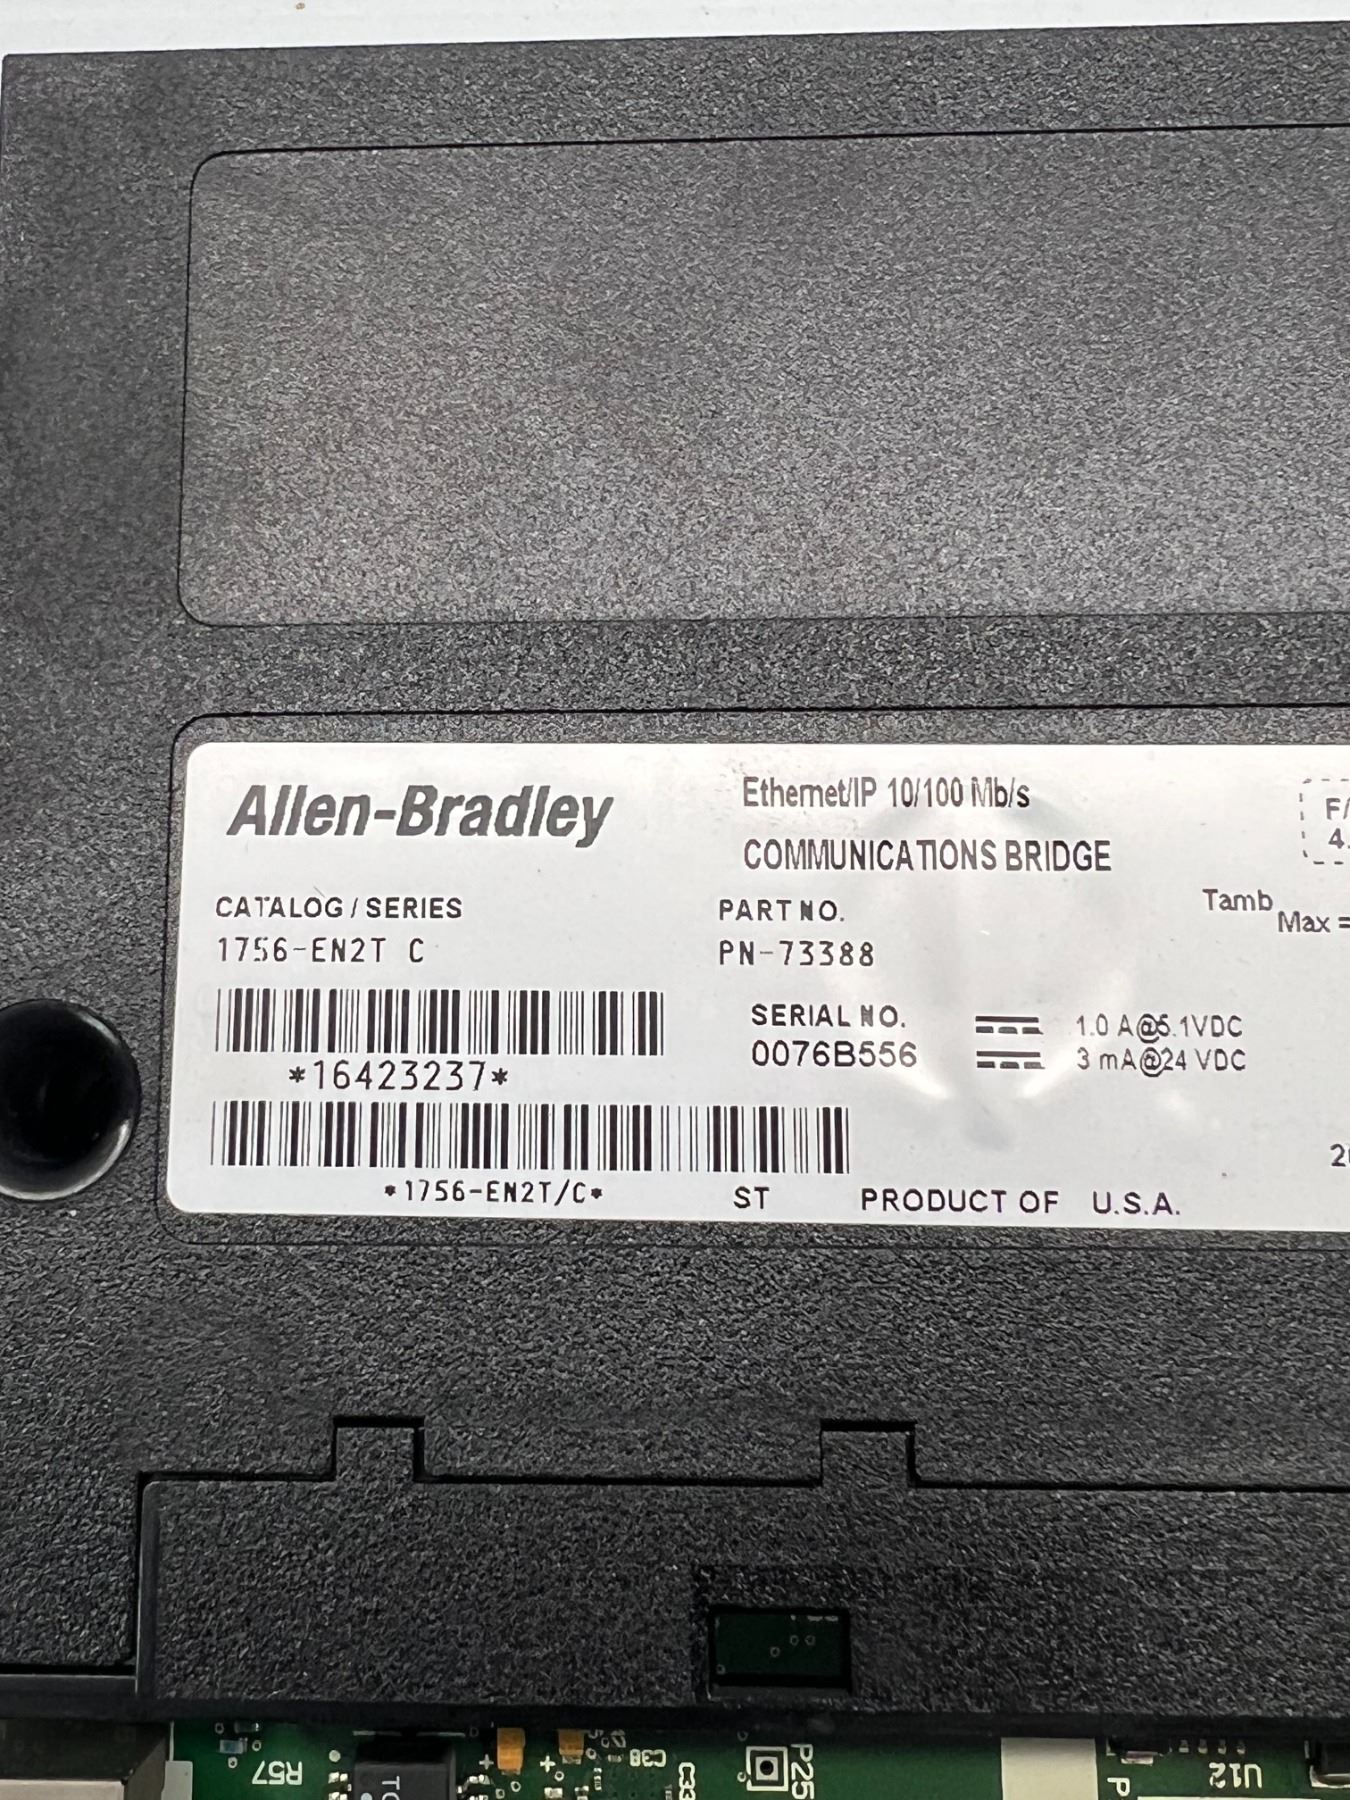 Allen-Bradley
Ethernet/IP 10/100 Mb/s
COMMUNICATIONS BRIDGE
F/
4.
Tamb
Max =
CATALOG / SERIES
1756-EN2T C
PART NO.
PN-73388
SERIAL NO.
0076B556
1.0 A@5.1VDC
3 mA@24 VDC
*16423237*
*1756-EN2T/C*
ST
PRODUCT OF U.S.A.
R57
C38
P25
U12
P